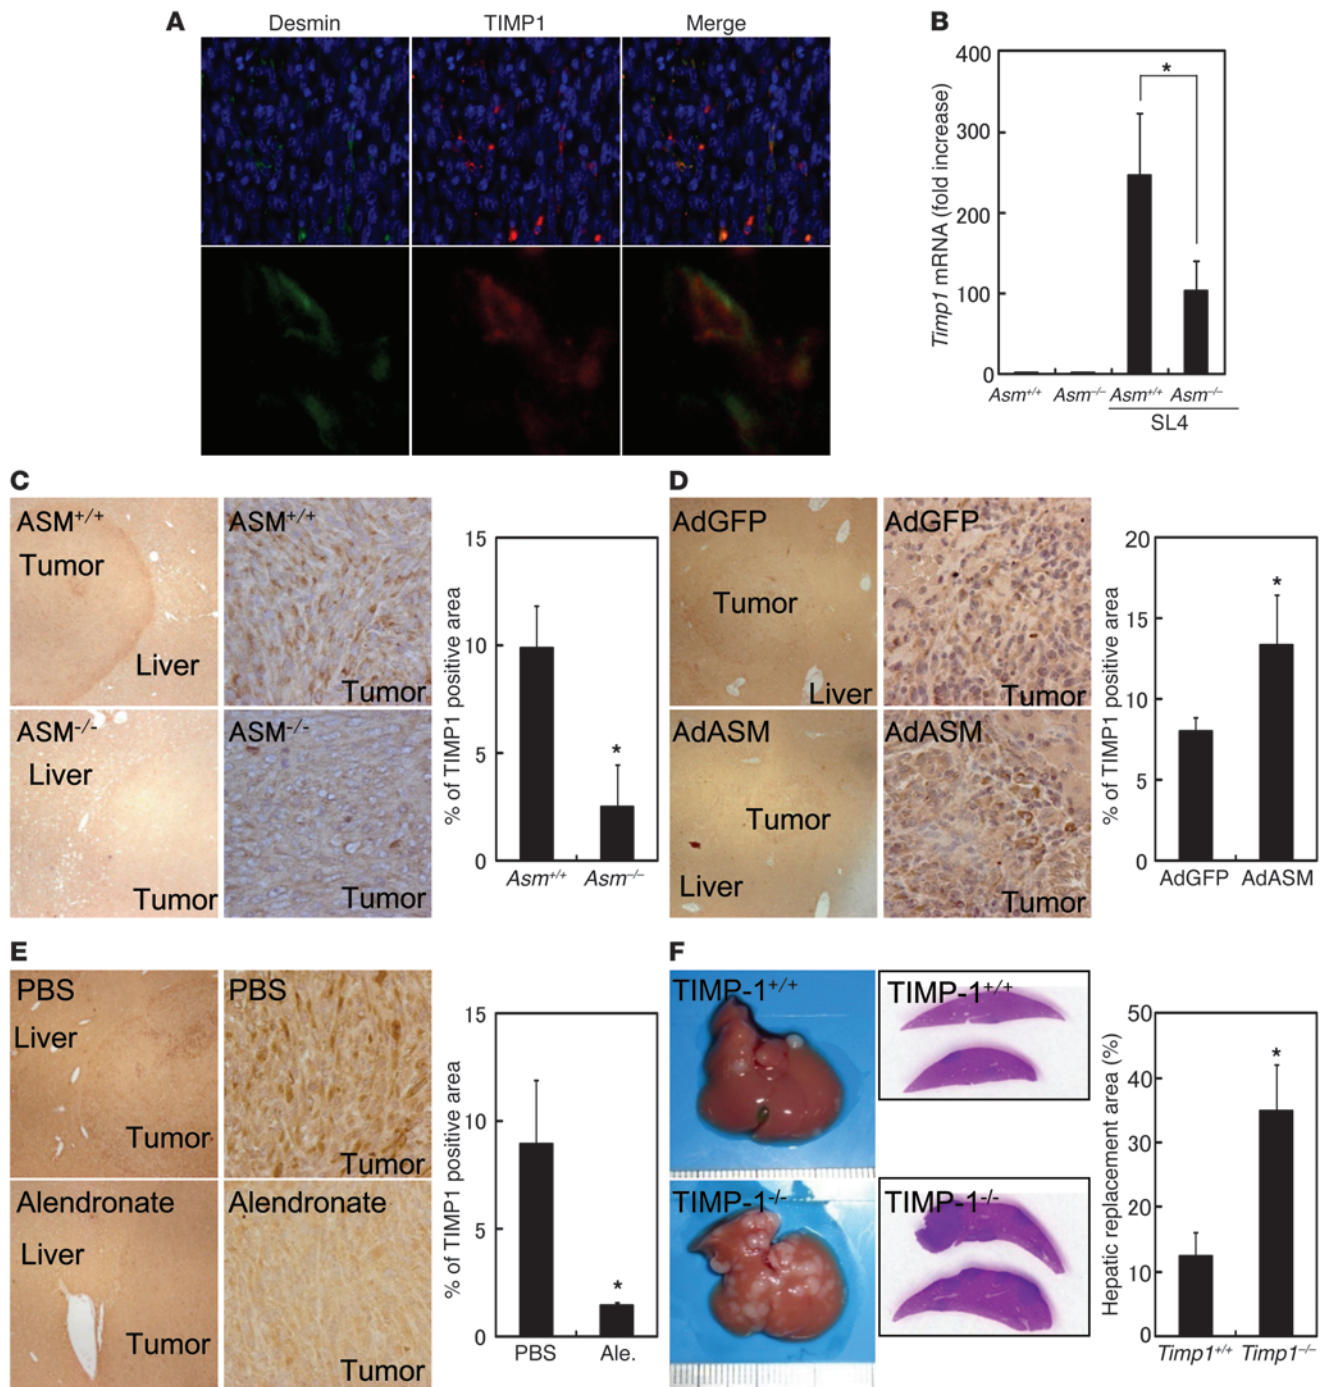 A
Desmin TIMP1 Merge
B
Timp1 mRNA (fold increase)
400
300
200
100
0
*
Asm+/+ Asm−/− Asm+/+ Asm−/−
SL4
C
ASM+/+
Tumor
Liver
ASM+/+
Tumor
ASM-/-
Liver
Tumor
ASM-/-
Tumor
% of TIMP1 positive area
15
10
5
0
*
Asm+/+ Asm−/−
D
AdGFP
Tumor
Liver
AdGFP
Tumor
AdASM
Tumor
Liver
AdASM
Tumor
% of TIMP1 positive area
20
15
10
5
0
*
AdGFP AdASM
E
PBS
Liver
Tumor
PBS
Tumor
Alendronate
Liver
Tumor
Alendronate
Tumor
% of TIMP1 positive area
15
10
5
0
*
PBS Ale.
F
TIMP-1+/+
TIMP-1+/+
TIMP-1-/-
TIMP-1-/-
Hepatic replacement area (%)
50
40
30
20
10
0
*
Timp1+/+ Timp1−/−